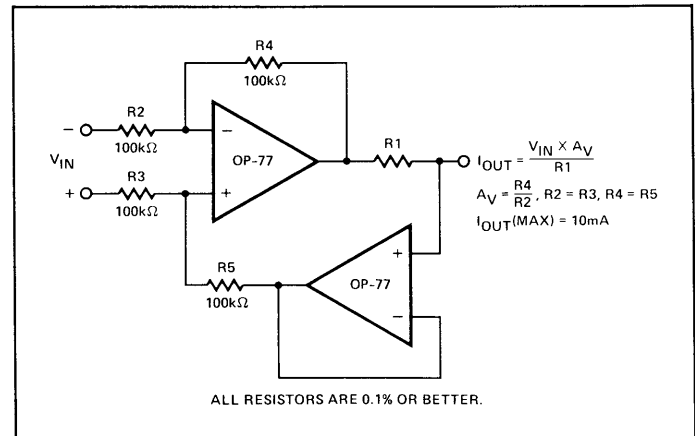 R4
100kΩ
− R2
100kΩ
−
OP-77
+
R1
V_IN
+ R3
100kΩ
I_OUT = V_IN X A_V / R1
A_V = R4 / R2, R2 = R3, R4 = R5
I_OUT(MAX) = 10mA
R5
100kΩ
+
OP-77
−
ALL RESISTORS ARE 0.1% OR BETTER.